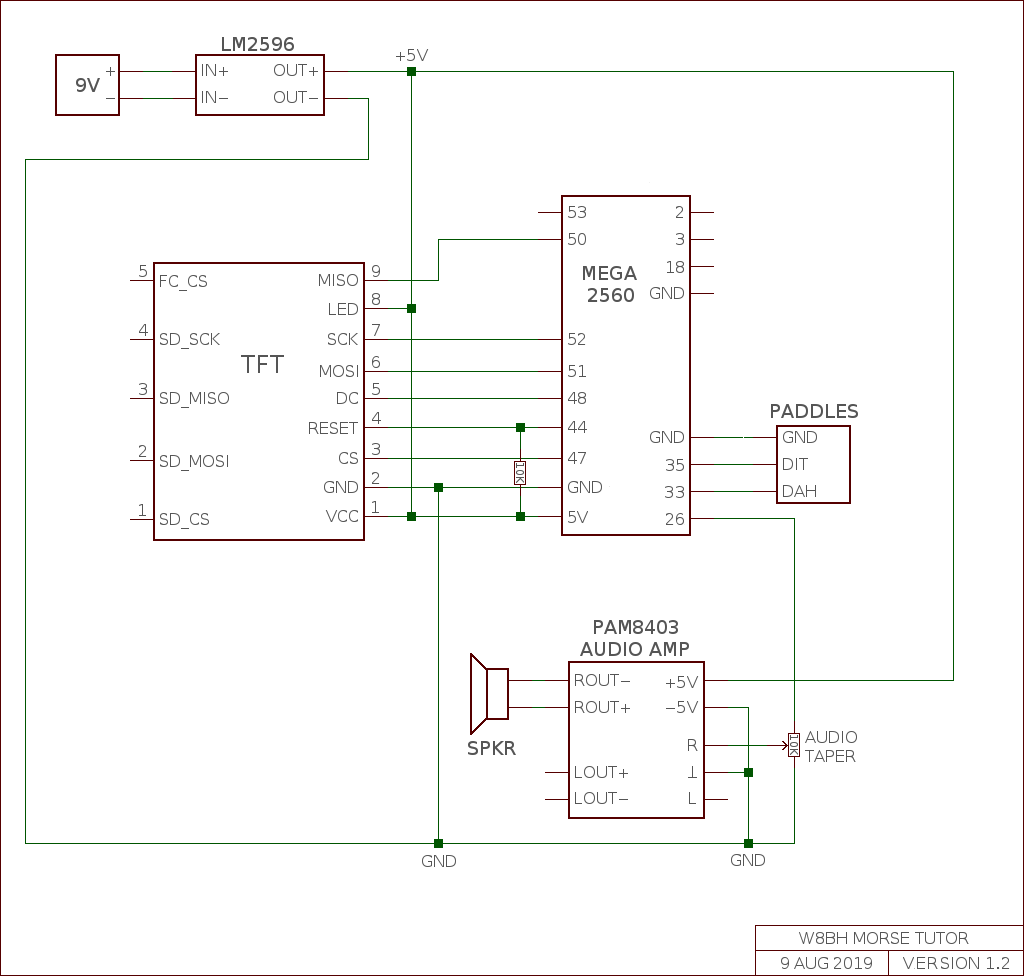 LM2596
+5V
9V
+
−
IN+
IN−
OUT+
OUT−
53
50
52
51
48
44
47
GND
5V
MEGA
2560
2
3
18
GND
GND
35
33
26
5
FC_CS
4
SD_SCK
3
SD_MISO
2
SD_MOSI
1
SD_CS
TFT
MISO
9
LED
8
SCK
7
MOSI
6
DC
5
RESET
4
CS
3
GND
2
VCC
1
10K
PADDLES
GND
DIT
DAH
PAM8403
AUDIO AMP
ROUT−
ROUT+
LOUT+
LOUT−
+5V
−5V
R
⊥
L
SPKR
10K
AUDIO
TAPER
GND
GND
W8BH MORSE TUTOR
9 AUG 2019
VERSION 1.2